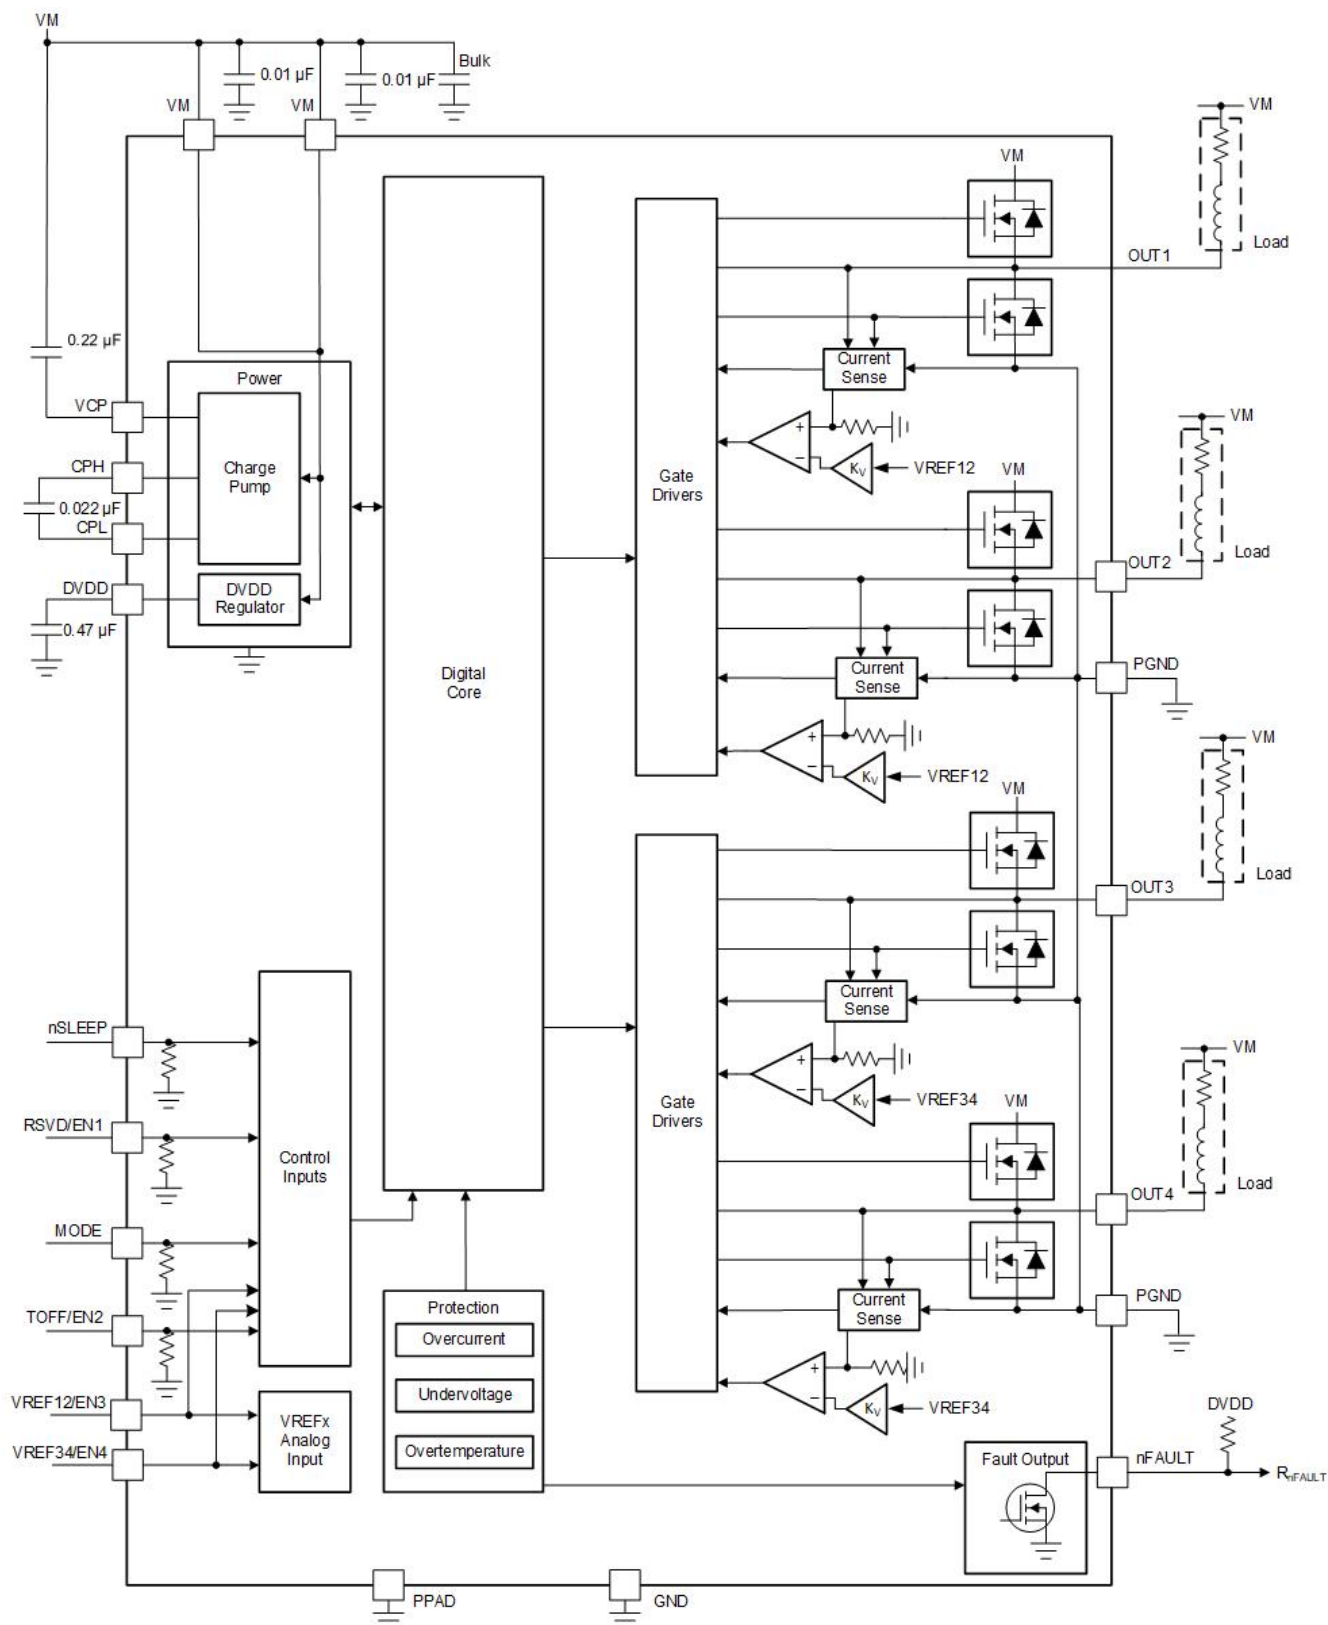 VM
Bulk
0.01 µF
0.01 µF
VM
VM
VM
VM
Load
OUT1
0.22 µF
Power
Current
Sense
VCP
VM
+
−
KV
VREF12
VM
CPH
Charge
Pump
Gate
Drivers
0.022 µF
CPL
Load
OUT2
DVDD
DVDD
Regulator
0.47 µF
Digital
Core
Current
Sense
PGND
+
−
KV
VREF12
VM
VM
Load
OUT3
Current
Sense
nSLEEP
VM
+
−
KV
VREF34
VM
Gate
Drivers
RSVD/EN1
Control
Inputs
Load
OUT4
MODE
Protection
Current
Sense
PGND
TOFF/EN2
Overcurrent
+
−
KV
VREF34
Undervoltage
VREF12/EN3
VREFx
Analog
Input
DVDD
VREF34/EN4
Overtemperature
Fault Output
nFAULT
RnFAULT
PPAD
GND